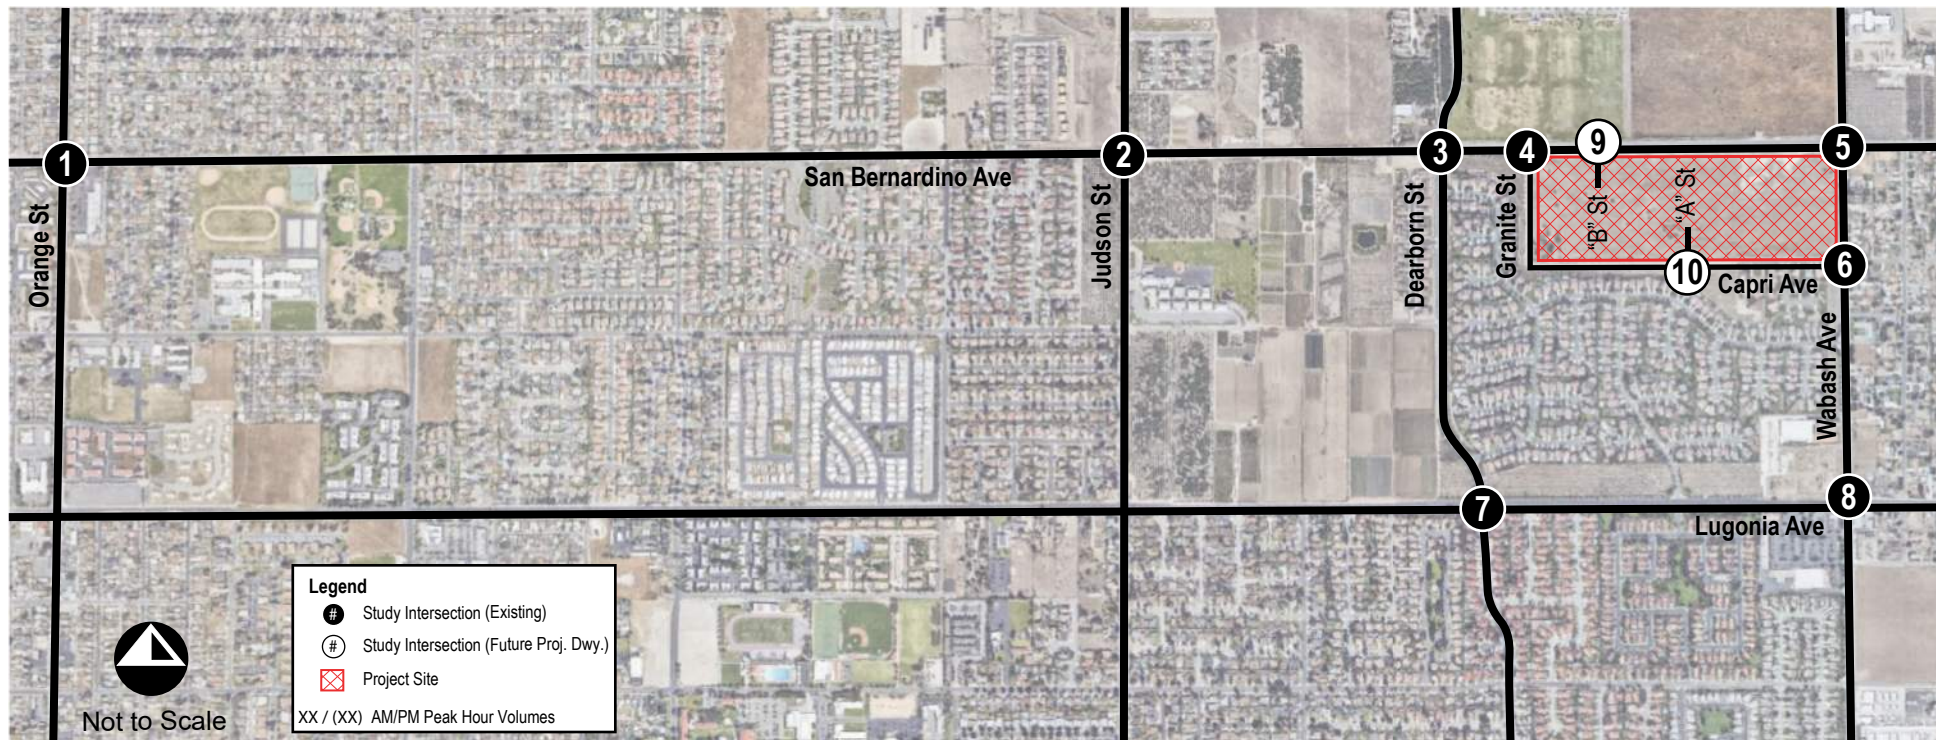 1
2
3
4
9
5
San Bernardino Ave
Orange St
Judson St
Dearborn St
Granite St
"B" St
"A" St
10
6
Capri Ave
Wabash Ave
7
8
Lugonia Ave
Legend
# Study Intersection (Existing)
# Study Intersection (Future Proj. Dwy.)
Project Site
XX / (XX) AM/PM Peak Hour Volumes
Not to Scale